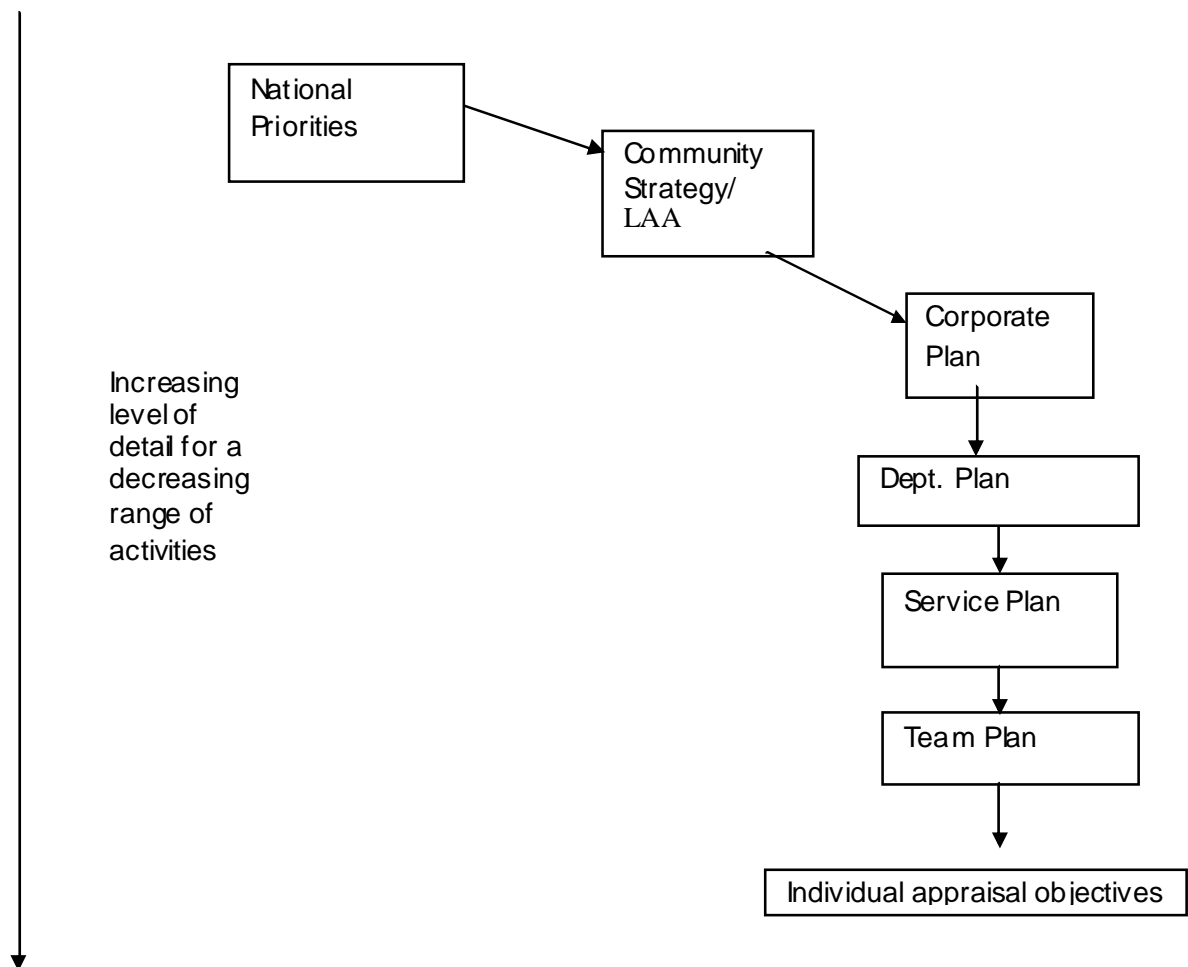 National
Priorities
Community
Strategy/
LAA
Corporate
Plan
Increasing
level of
detail for a
decreasing
range of
activities
Dept. Plan
Service Plan
Team Plan
Individual appraisal objectives